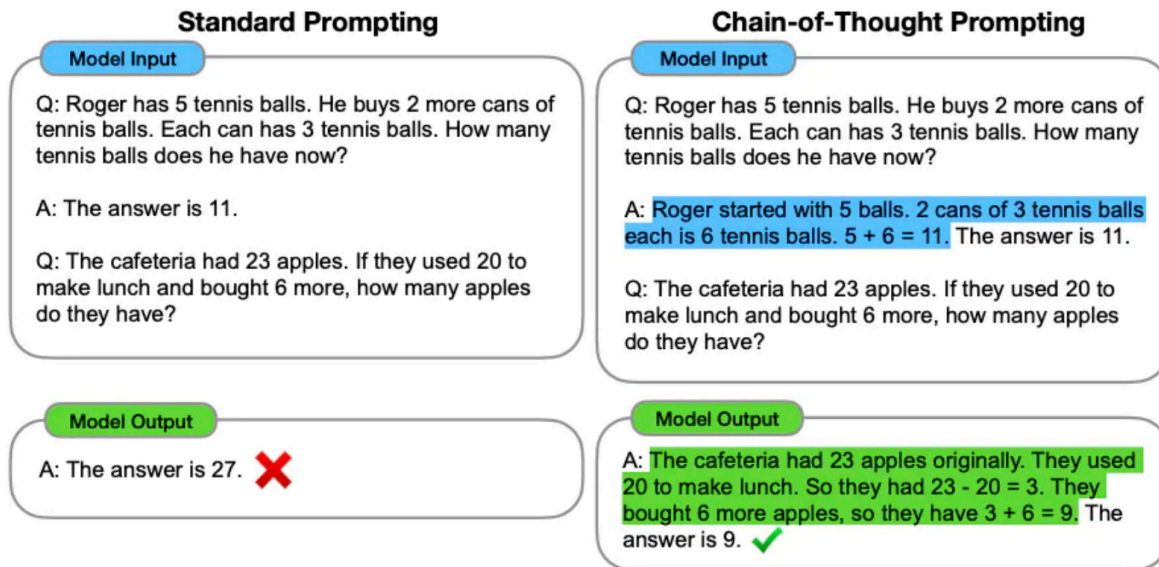 Standard Prompting
Model Input
Q: Roger has 5 tennis balls. He buys 2 more cans of
tennis balls. Each can has 3 tennis balls. How many
tennis balls does he have now?
A: The answer is 11.
Q: The cafeteria had 23 apples. If they used 20 to
make lunch and bought 6 more, how many apples
do they have?
Model Output
A: The answer is 27.
Chain-of-Thought Prompting
Model Input
Q: Roger has 5 tennis balls. He buys 2 more cans of
tennis balls. Each can has 3 tennis balls. How many
tennis balls does he have now?
A: Roger started with 5 balls. 2 cans of 3 tennis balls
each is 6 tennis balls. 5 + 6 = 11. The answer is 11.
Q: The cafeteria had 23 apples. If they used 20 to
make lunch and bought 6 more, how many apples
do they have?
Model Output
A: The cafeteria had 23 apples originally. They used
20 to make lunch. So they had 23 - 20 = 3. They
bought 6 more apples, so they have 3 + 6 = 9. The
answer is 9.